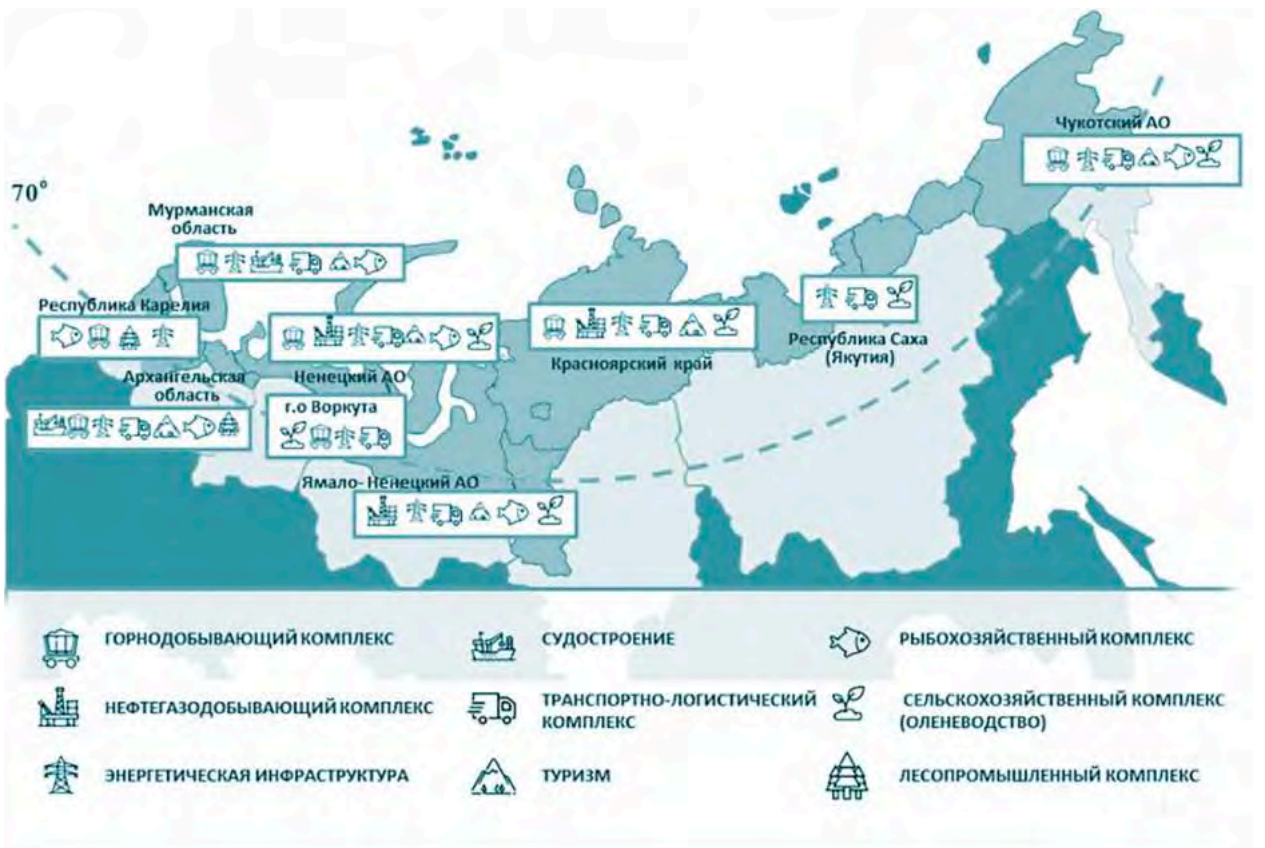 70°
Чукотский АО
Мурманская
область
Республика Карелия
Архангельская
область
Ненецкий АО
г.о Воркута
Красноярский край
Республика Саха
(Якутия)
Ямало- Ненецкий АО
ГОРНОДОБЫВАЮЩИЙ КОМПЛЕКС
НЕФТЕГАЗОДОБЫВАЮЩИЙ КОМПЛЕКС
ЭНЕРГЕТИЧЕСКАЯ ИНФРАСТРУКТУРА
СУДОСТРОЕНИЕ
ТРАНСПОРТНО-ЛОГИСТИЧЕСКИЙ
КОМПЛЕКС
ТУРИЗМ
РЫБОХОЗЯЙСТВЕННЫЙ КОМПЛЕКС
СЕЛЬСКОХОЗЯЙСТВЕННЫЙ КОМПЛЕКС
(ОЛЕНЕВОДСТВО)
ЛЕСОПРОМЫШЛЕННЫЙ КОМПЛЕКС